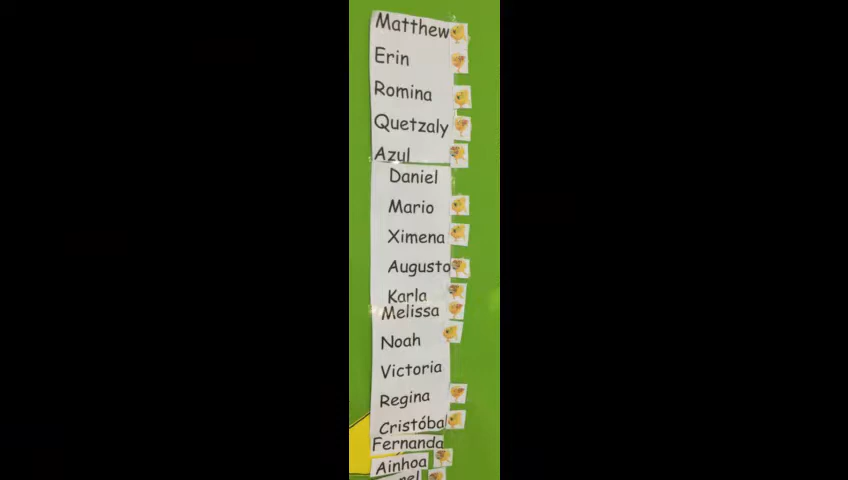 Matthew
Erin
Romina
Quetzaly
Azul
Daniel
Mario
Ximena
Augusto
Karla
Melissa
Noah
Victoria
Regina
Cristóbal
Fernanda
Ainhoa